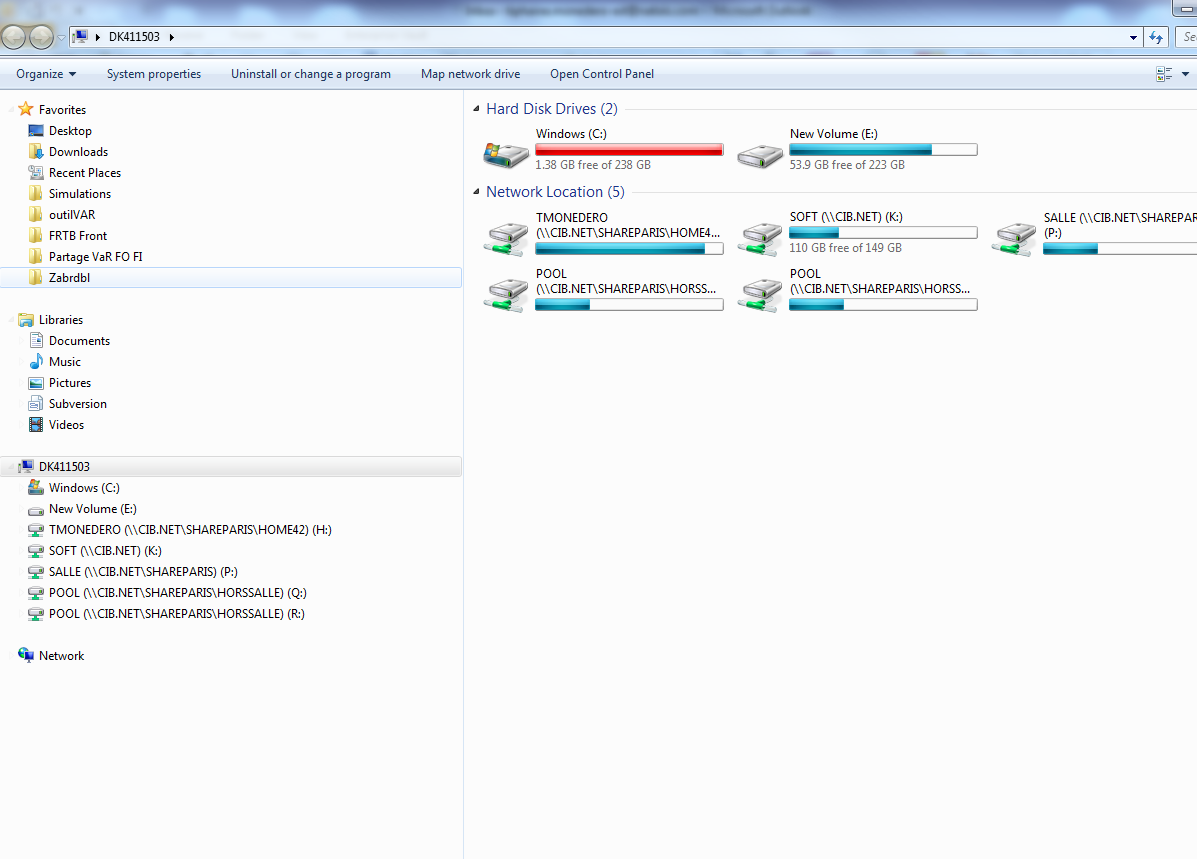 DK411503
Se
Organize
System properties
Uninstall or change a program
Map network drive
Open Control Panel
Favorites
Desktop
Downloads
Recent Places
Simulations
outilVAR
FRTB Front
Partage VaR FO FI
Zabrdbl
Libraries
Documents
Music
Pictures
Subversion
Videos
DK411503
Windows (C:)
New Volume (E:)
TMONEDERO (\\CIB.NET\SHAREPARIS\HOME42) (H:)
SOFT (\\CIB.NET) (K:)
SALLE (\\CIB.NET\SHAREPARIS) (P:)
POOL (\\CIB.NET\SHAREPARIS\HORSSALLE) (Q:)
POOL (\\CIB.NET\SHAREPARIS\HORSSALLE) (R:)
Network
Hard Disk Drives (2)
Windows (C:)
1.38 GB free of 238 GB
New Volume (E:)
53.9 GB free of 223 GB
Network Location (5)
TMONEDERO
(\\CIB.NET\SHAREPARIS\HOME4...
SOFT (\\CIB.NET) (K:)
110 GB free of 149 GB
SALLE (\\CIB.NET\SHAREPAR
(P:)
POOL
(\\CIB.NET\SHAREPARIS\HORSS...
POOL
(\\CIB.NET\SHAREPARIS\HORSS...